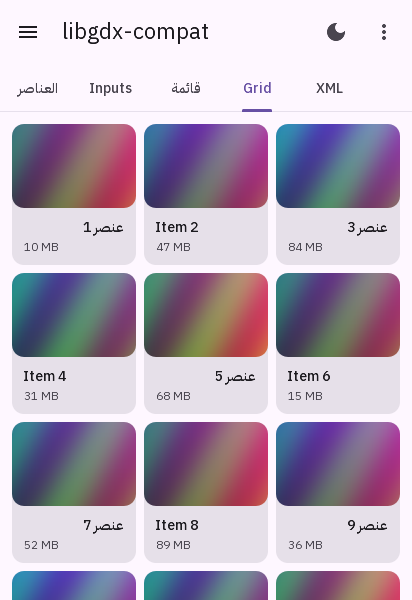 libgdx-compat
العناصر
Inputs
قائمة
Grid
XML
عنصر 1
10 MB
Item 2
47 MB
عنصر 3
84 MB
Item 4
31 MB
عنصر 5
68 MB
Item 6
15 MB
عنصر 7
52 MB
Item 8
89 MB
عنصر 9
36 MB